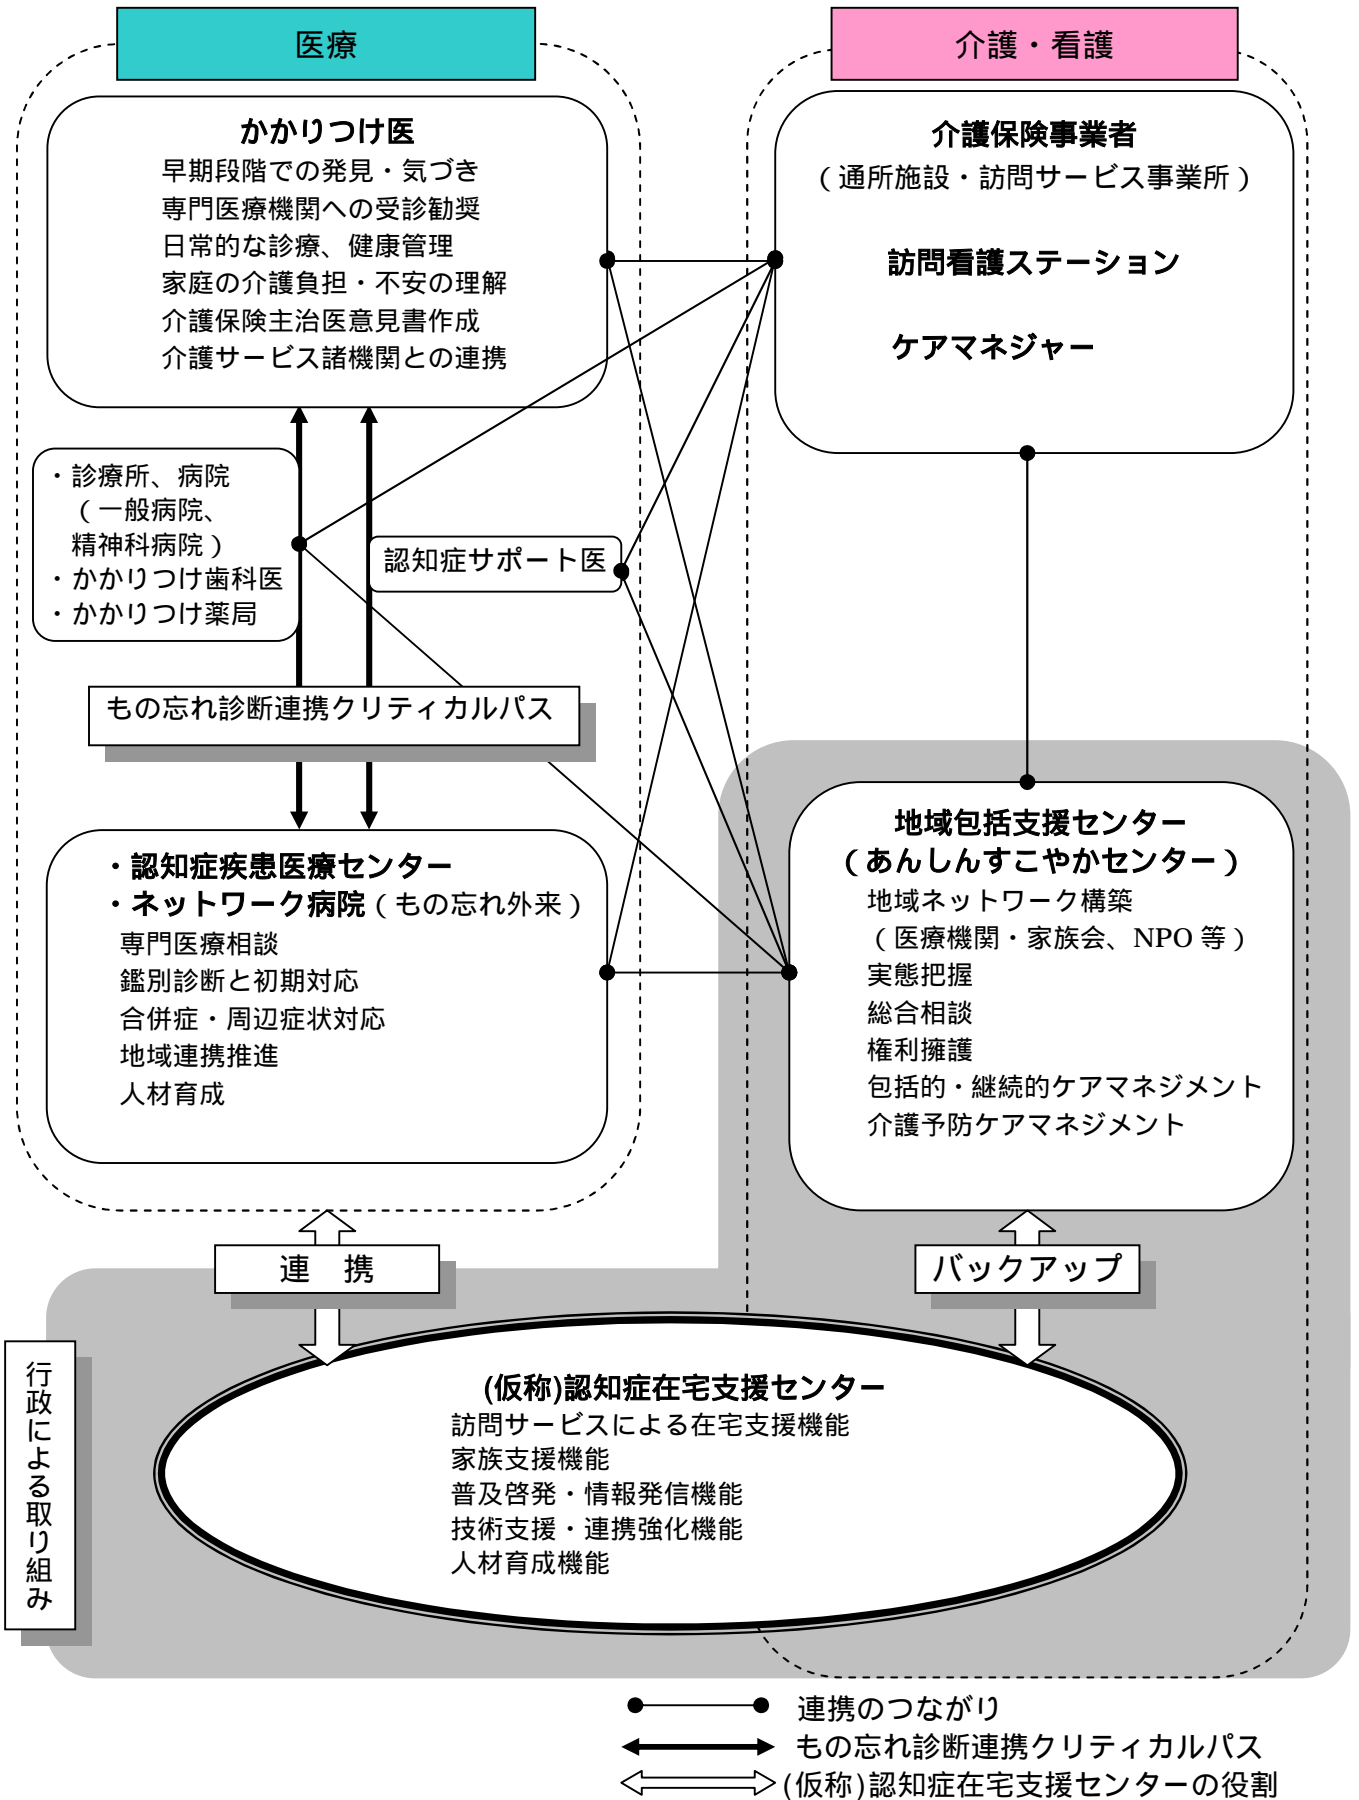 医療
かかりつけ医
早期段階での発見・気づき
専門医療機関への受診勧奨
日常的な診療、健康管理
家庭の介護負担・不安の理解
介護保険主治医意見書作成
介護サービス諸機関との連携
介護・看護
介護保険事業者
（通所施設・訪問サービス事業所）
訪問看護ステーション
ケアマネジャー
・診療所、病院
（一般病院、
精神科病院）
・かかりつけ歯科医
・かかりつけ薬局
認知症サポート医
もの忘れ診断連携クリティカルパス
・認知症疾患医療センター
・ネットワーク病院（もの忘れ外来）
専門医療相談
鑑別診断と初期対応
合併症・周辺症状対応
地域連携推進
人材育成
地域包括支援センター
（あんしんすこやかセンター）
地域ネットワーク構築
（医療機関・家族会、NPO 等）
実態把握
総合相談
権利擁護
包括的・継続的ケアマネジメント
介護予防ケアマネジメント
連　携
バックアップ
行政による取り組み
(仮称)認知症在宅支援センター
訪問サービスによる在宅支援機能
家族支援機能
普及啓発・情報発信機能
技術支援・連携強化機能
人材育成機能
連携のつながり
もの忘れ診断連携クリティカルパス
(仮称)認知症在宅支援センターの役割